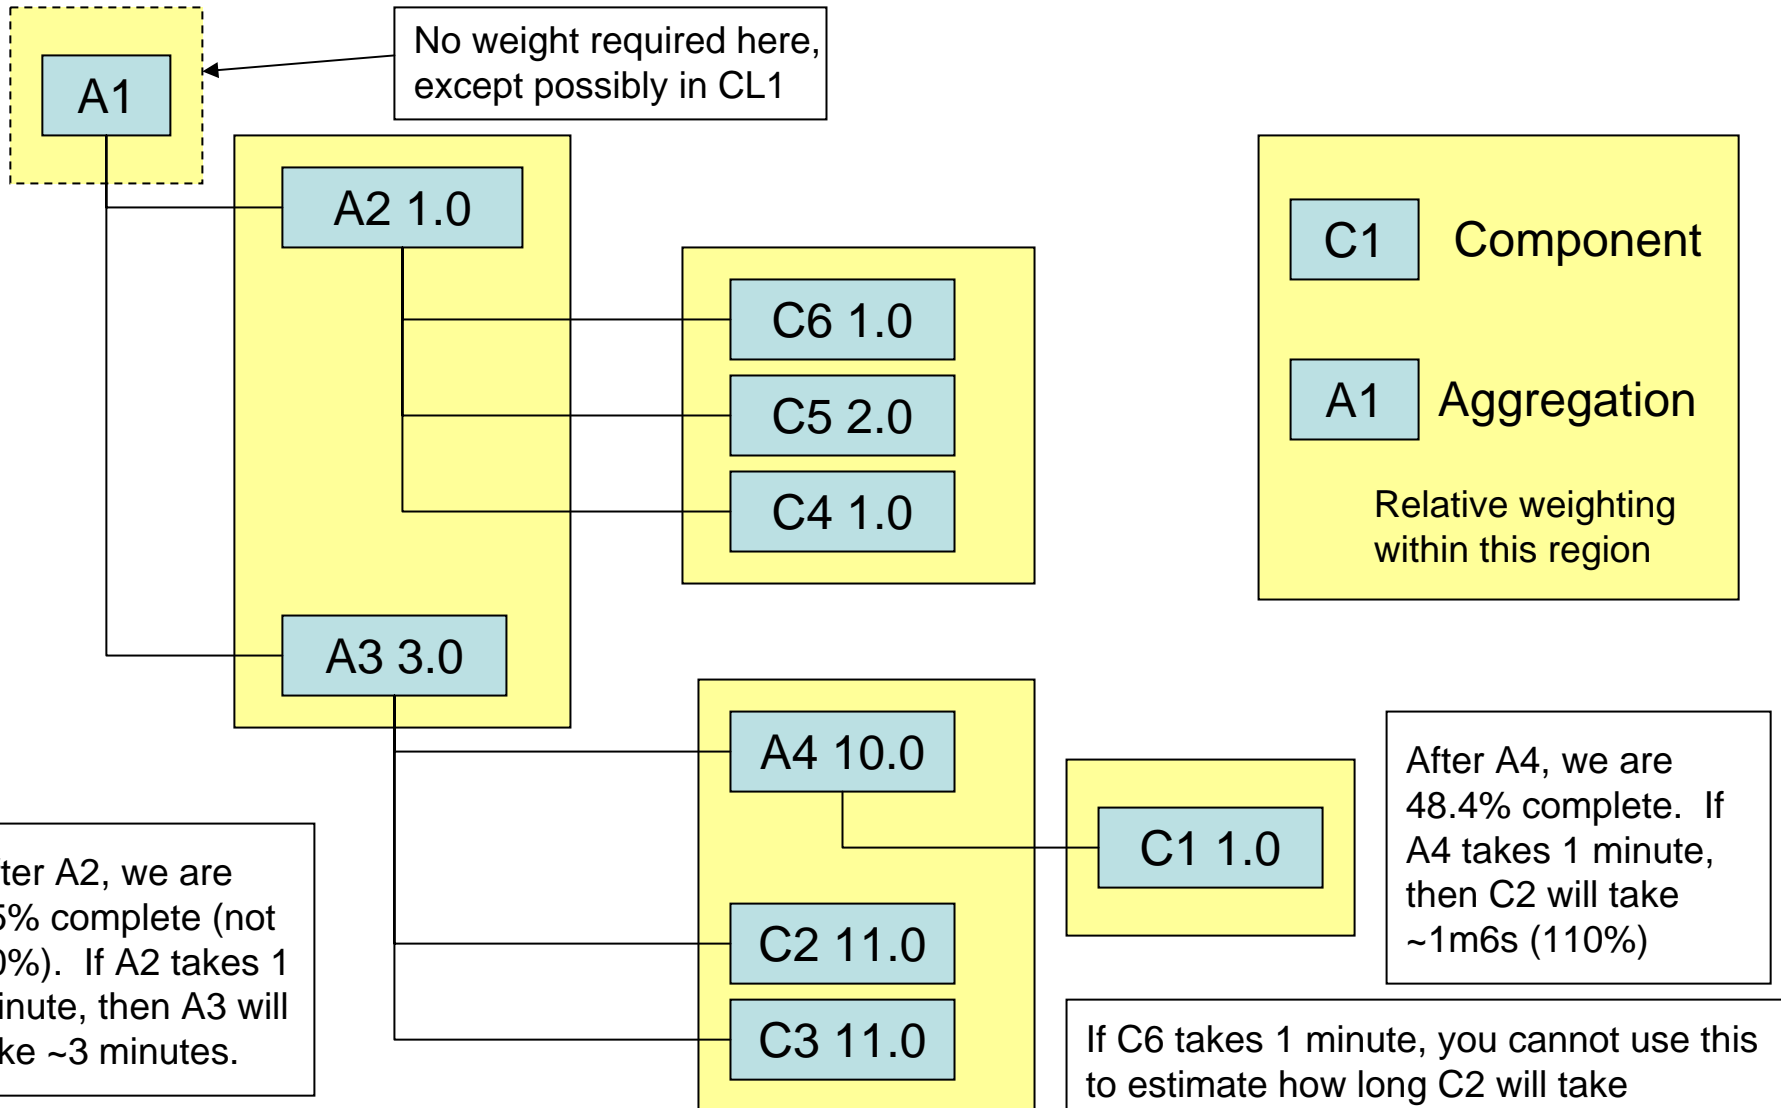 No weight required here,
except possibly in CL1
A1
A2 1.0
C6 1.0
C5 2.0
C4 1.0
C1 Component
A1 Aggregation
Relative weighting
within this region
A3 3.0
A4 10.0
C1 1.0
C2 11.0
C3 11.0
After A4, we are
48.4% complete. If
A4 takes 1 minute,
then C2 will take
~1m6s (110%)
ter A2, we are
5% complete (not
0%). If A2 takes 1
inute, then A3 will
ke ~3 minutes.
If C6 takes 1 minute, you cannot use this
to estimate how long C2 will take